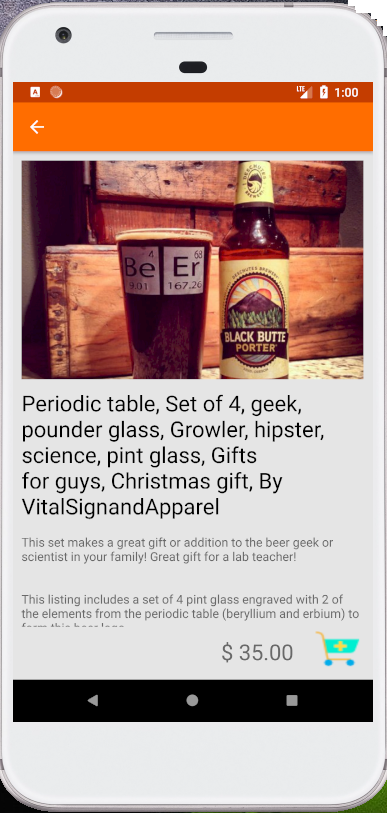 LTE 1:00
DESCHUTES BREWERY
4 68
Be Er
9.01 167.26
BLACK BUTTE
PORTER
Periodic table, Set of 4, geek,
pounder glass, Growler, hipster,
science, pint glass, Gifts
for guys, Christmas gift, By
VitalSignandApparel
This set makes a great gift or addition to the beer geek or
scientist in your family! Great gift for a lab teacher!
This listing includes a set of 4 pint glass engraved with 2 of
the elements from the periodic table (beryllium and erbium) to
form this beer logo
$ 35.00